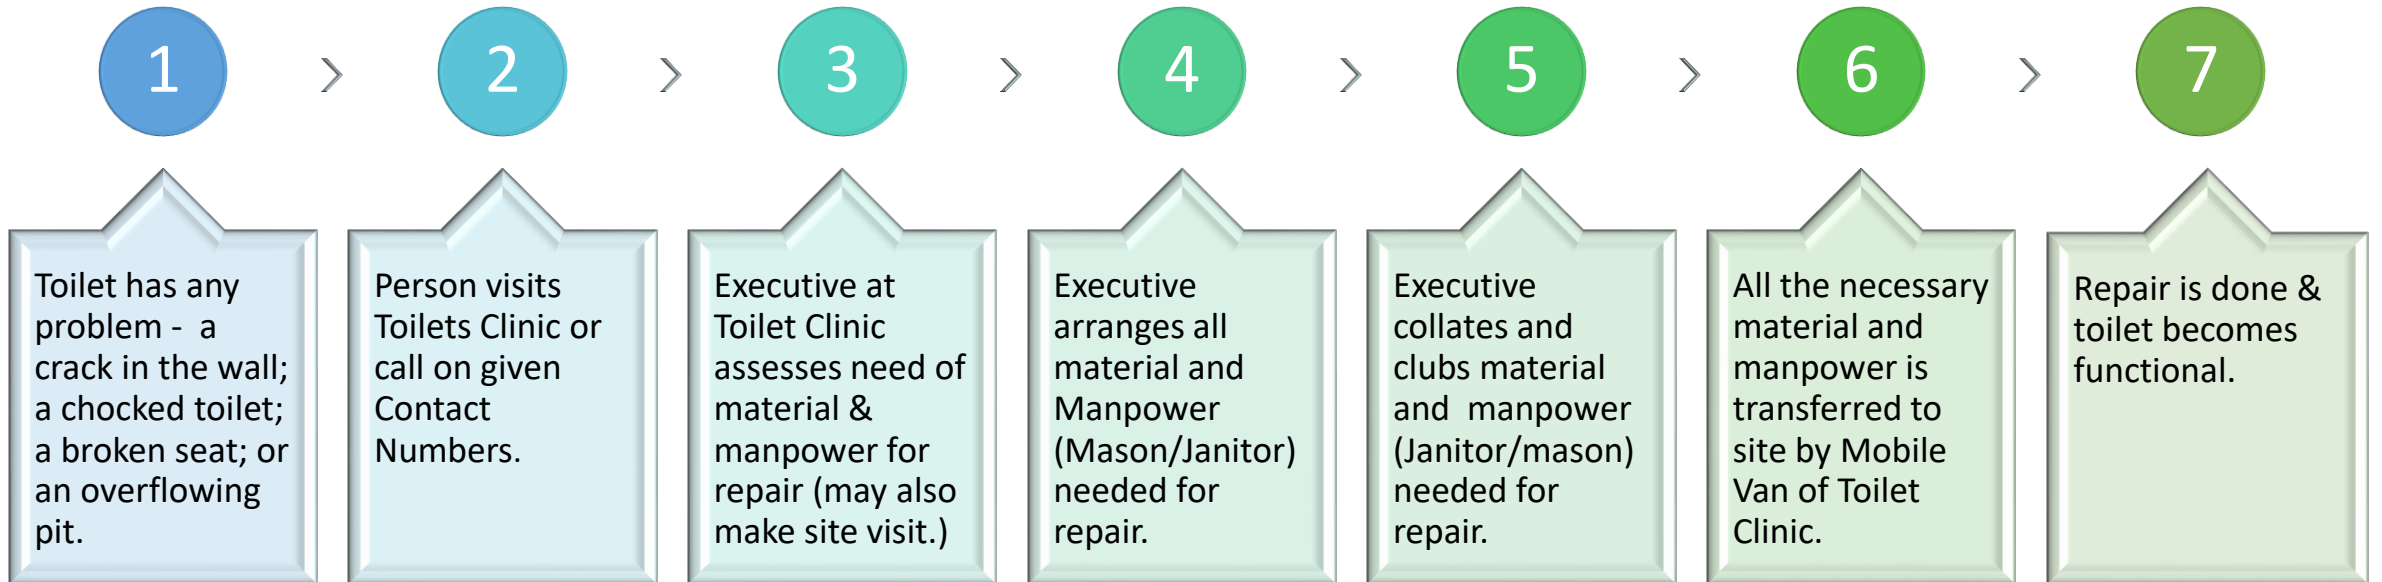 1
2
3
4
5
6
7
Toilet has any
problem -  a
crack in the wall;
a chocked toilet;
a broken seat; or
an overflowing
pit.
Person visits
Toilets Clinic or
call on given
Contact
Numbers.
Executive at
Toilet Clinic
assesses need of
material &
manpower for
repair (may also
make site visit.)
Executive
arranges all
material and
Manpower
(Mason/Janitor)
needed for
repair.
Executive
collates and
clubs material
and  manpower
(Janitor/mason)
needed for
repair.
All the necessary
material and
manpower is
transferred to
site by Mobile
Van of Toilet
Clinic.
Repair is done &
toilet becomes
functional.